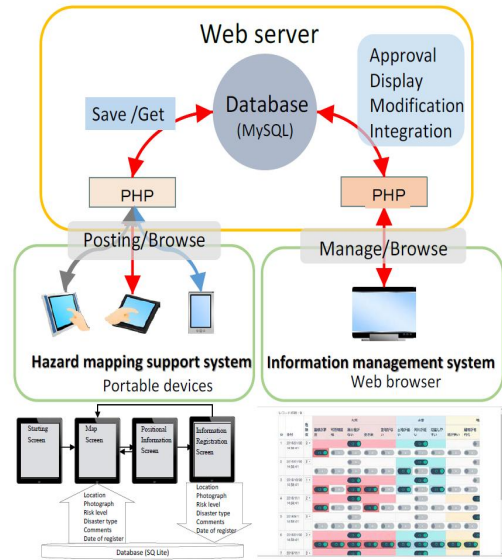 Web server
Approval
Display
Modification
Integration
Database
(MySQL)
Save /Get
PHP
PHP
Posting/Browse
Manage/Browse
Hazard mapping support system
Portable devices
Information management system
Web browser
Starting
Screen
Map
Screen
Positional
Information
Screen
Information
Registration
Screen
Location
Photograph
Risk level
Disaster type
Comments
Date of register
Location
Photograph
Risk level
Disaster type
Comments
Date of register
Database (SQ Lite)